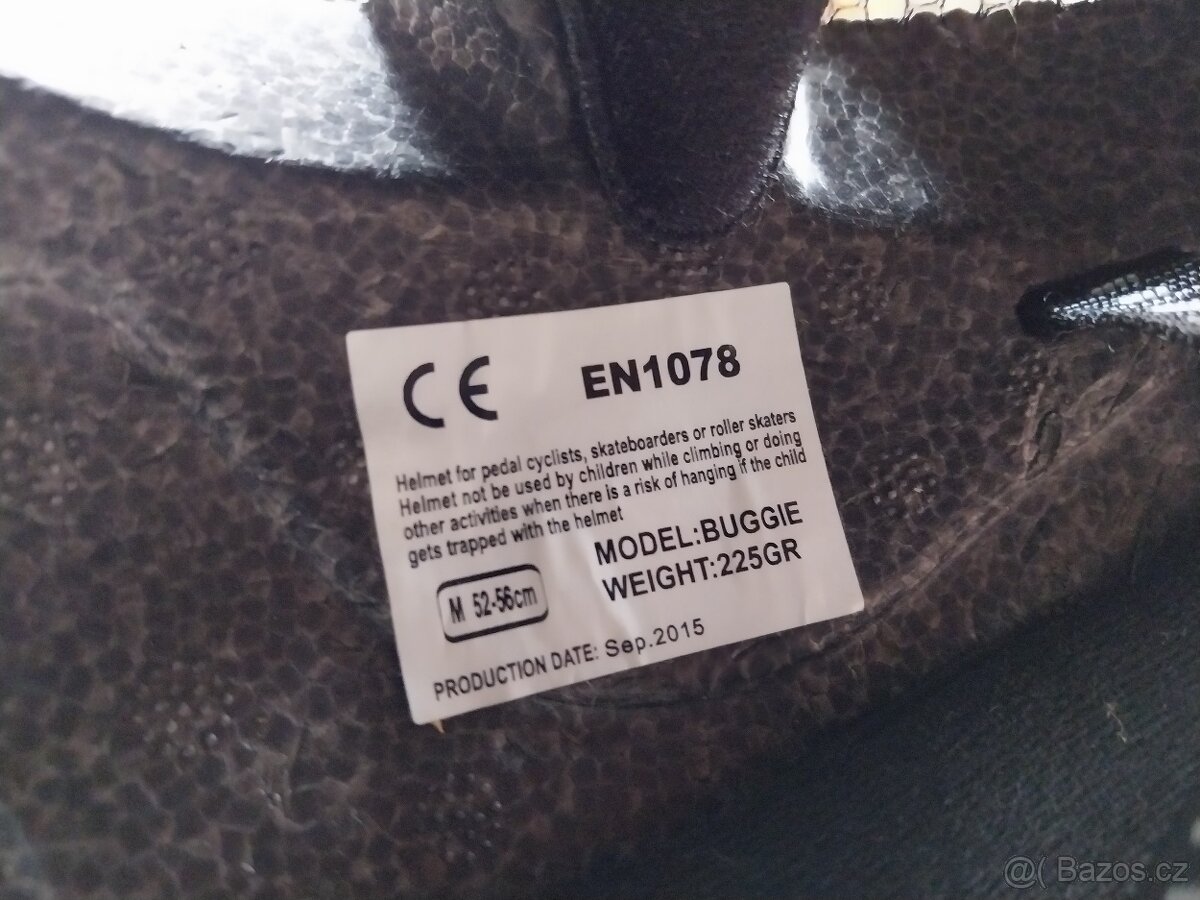 CE EN1078
Helmet for pedal cyclists, skateboarders or roller skaters
Helmet not be used by children while climbing or doing
other activities when there is a risk of hanging if the child
gets trapped with the helmet
MODEL:BUGGIE
WEIGHT:225GR
M 52-56cm
PRODUCTION DATE: Sep.2015
@( Bazos.cz